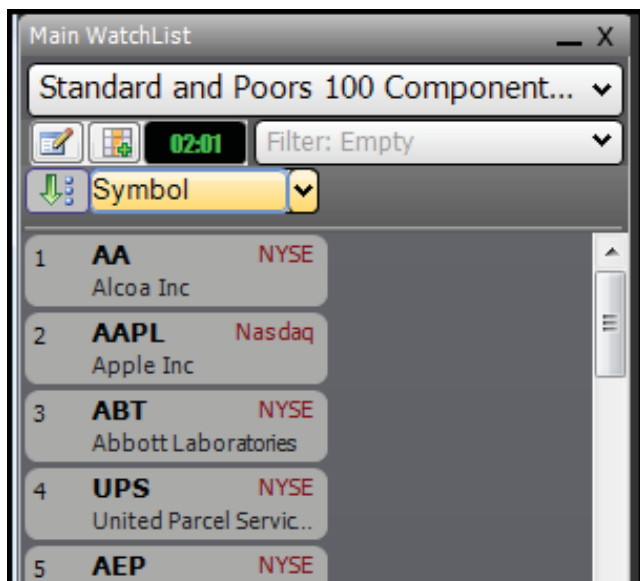 Main WatchList _ X
Standard and Poors 100 Component...
02:01 Filter: Empty
Symbol
1 AA NYSE
Alcoa Inc
2 AAPL Nasdaq
Apple Inc
3 ABT NYSE
Abbott Laboratories
4 UPS NYSE
United Parcel Servic..
5 AEP NYSE